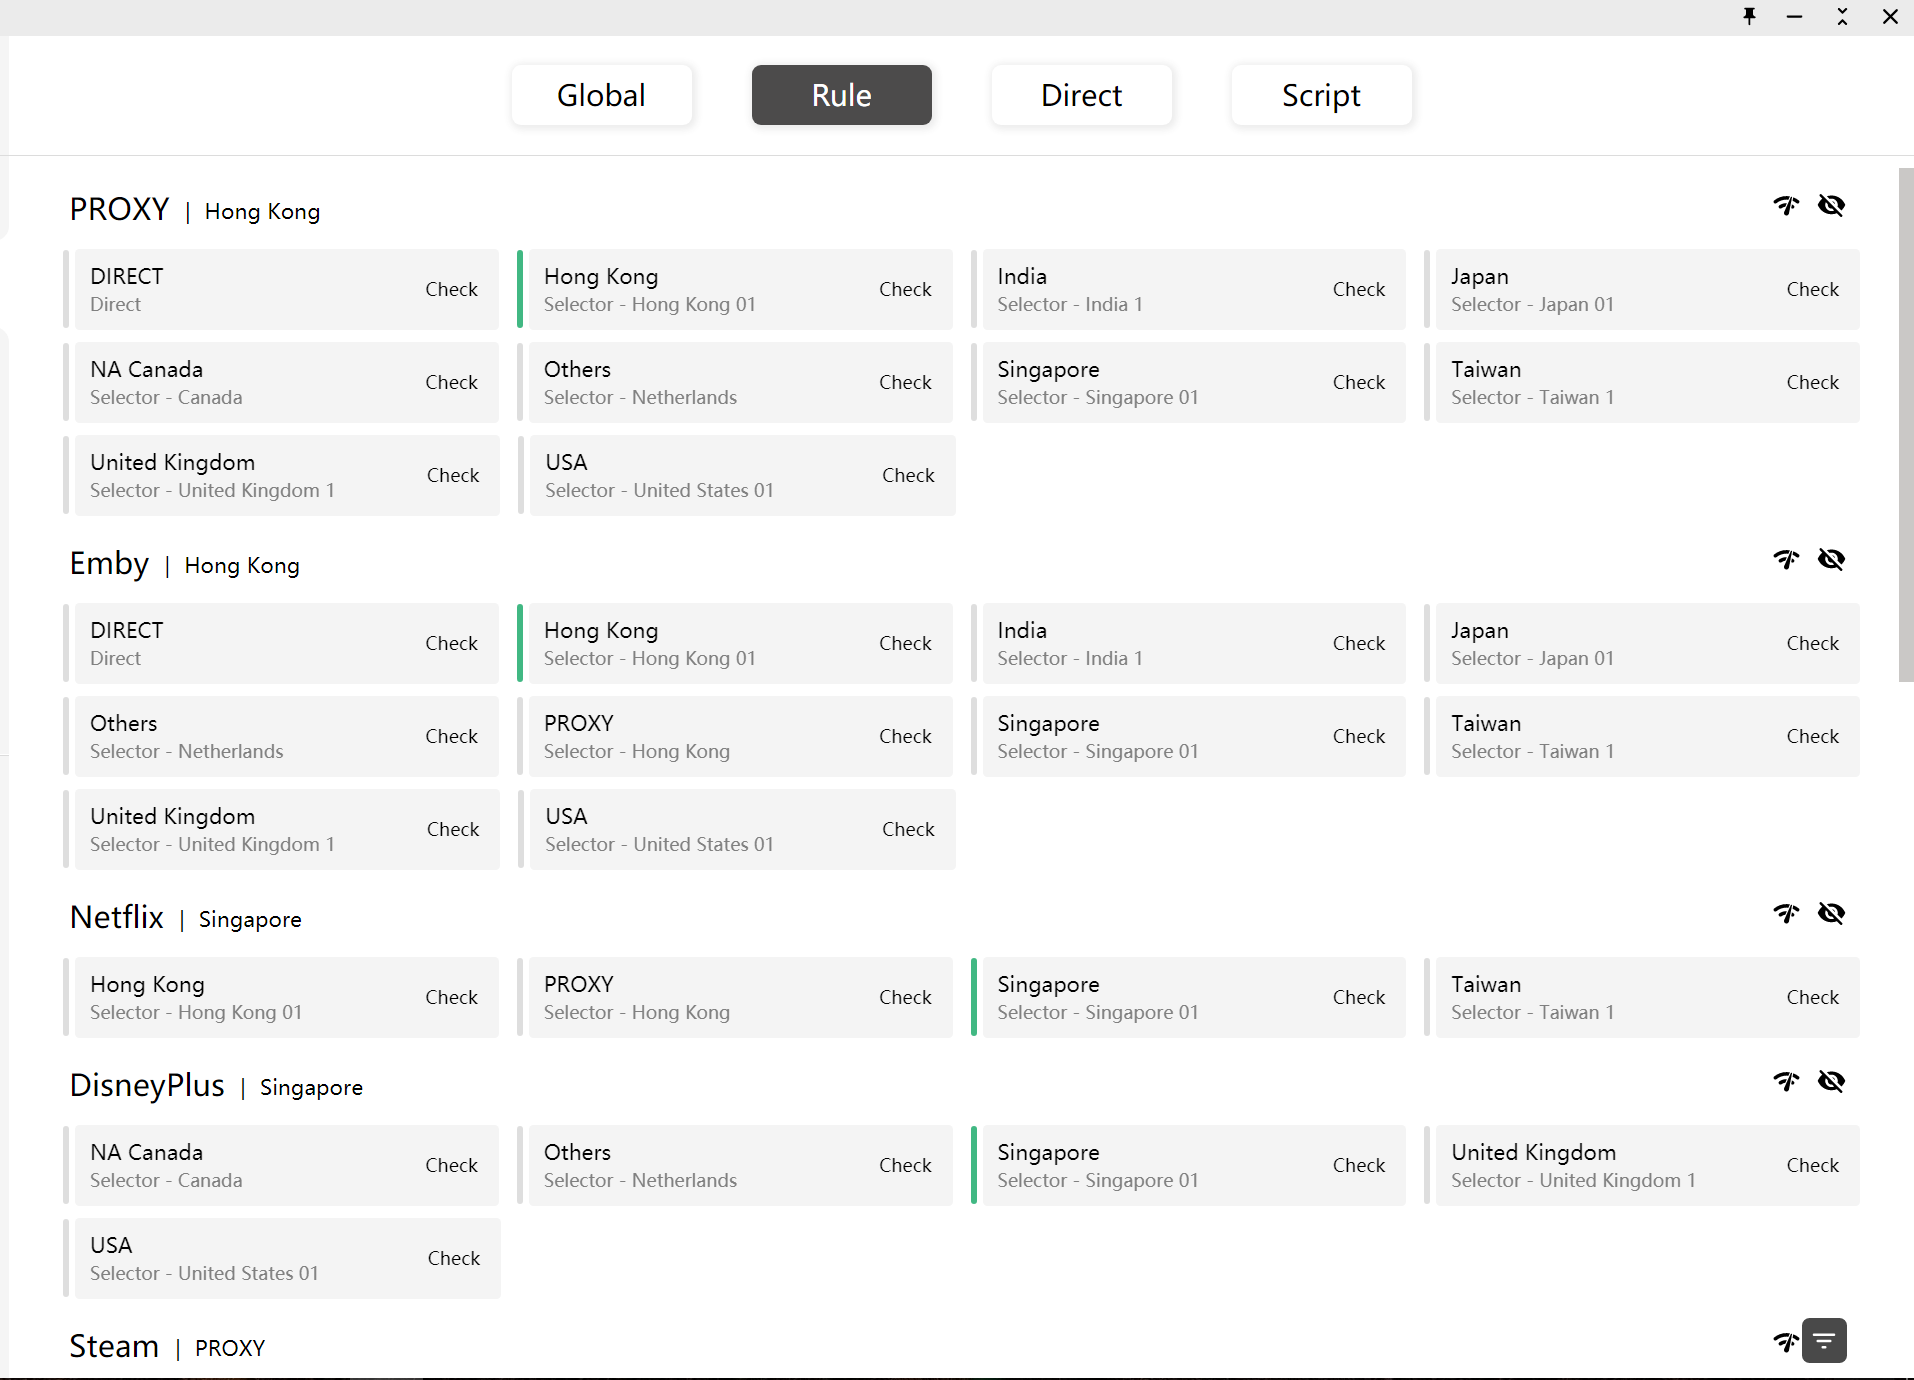 Global Rule Direct Script
PROXY | Hong Kong
DIRECT
Direct
Check
Hong Kong
Selector - Hong Kong 01
Check
India
Selector - India 1
Check
Japan
Selector - Japan 01
Check
NA Canada
Selector - Canada
Check
Others
Selector - Netherlands
Check
Singapore
Selector - Singapore 01
Check
Taiwan
Selector - Taiwan 1
Check
United Kingdom
Selector - United Kingdom 1
Check
USA
Selector - United States 01
Check
Emby | Hong Kong
DIRECT
Direct
Check
Hong Kong
Selector - Hong Kong 01
Check
India
Selector - India 1
Check
Japan
Selector - Japan 01
Check
Others
Selector - Netherlands
Check
PROXY
Selector - Hong Kong
Check
Singapore
Selector - Singapore 01
Check
Taiwan
Selector - Taiwan 1
Check
United Kingdom
Selector - United Kingdom 1
Check
USA
Selector - United States 01
Check
Netflix | Singapore
Hong Kong
Selector - Hong Kong 01
Check
PROXY
Selector - Hong Kong
Check
Singapore
Selector - Singapore 01
Check
Taiwan
Selector - Taiwan 1
Check
DisneyPlus | Singapore
NA Canada
Selector - Canada
Check
Others
Selector - Netherlands
Check
Singapore
Selector - Singapore 01
Check
United Kingdom
Selector - United Kingdom 1
Check
USA
Selector - United States 01
Check
Steam | PROXY